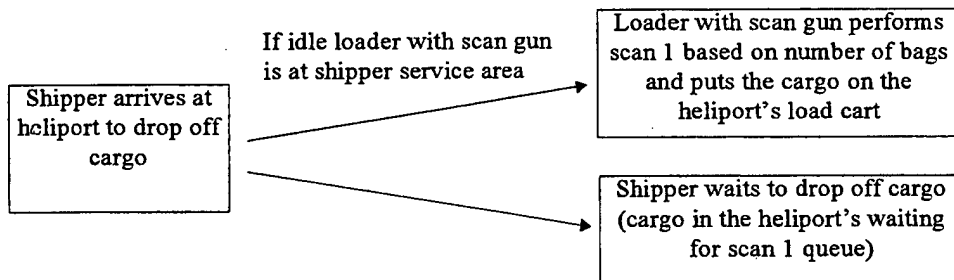 Shipper arrives at
heliport to drop off
cargo
If idle loader with scan gun
is at shipper service area
Loader with scan gun performs
scan 1 based on number of bags
and puts the cargo on the
heliport's load cart
Shipper waits to drop off cargo
(cargo in the heliport's waiting
for scan 1 queue)